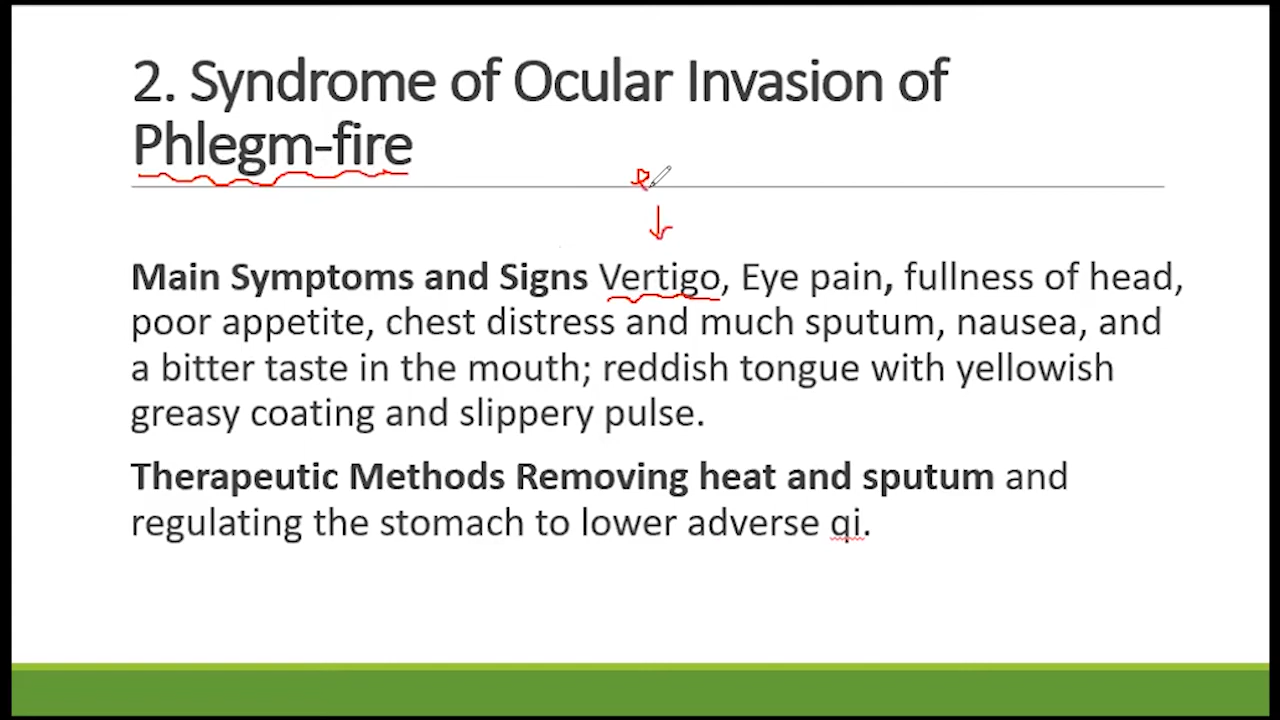 2. Syndrome of Ocular Invasion of
Phlegm-fire
Main Symptoms and Signs Vertigo, Eye pain, fullness of head,
poor appetite, chest distress and much sputum, nausea, and
a bitter taste in the mouth; reddish tongue with yellowish
greasy coating and slippery pulse.
Therapeutic Methods Removing heat and sputum and
regulating the stomach to lower adverse qi.